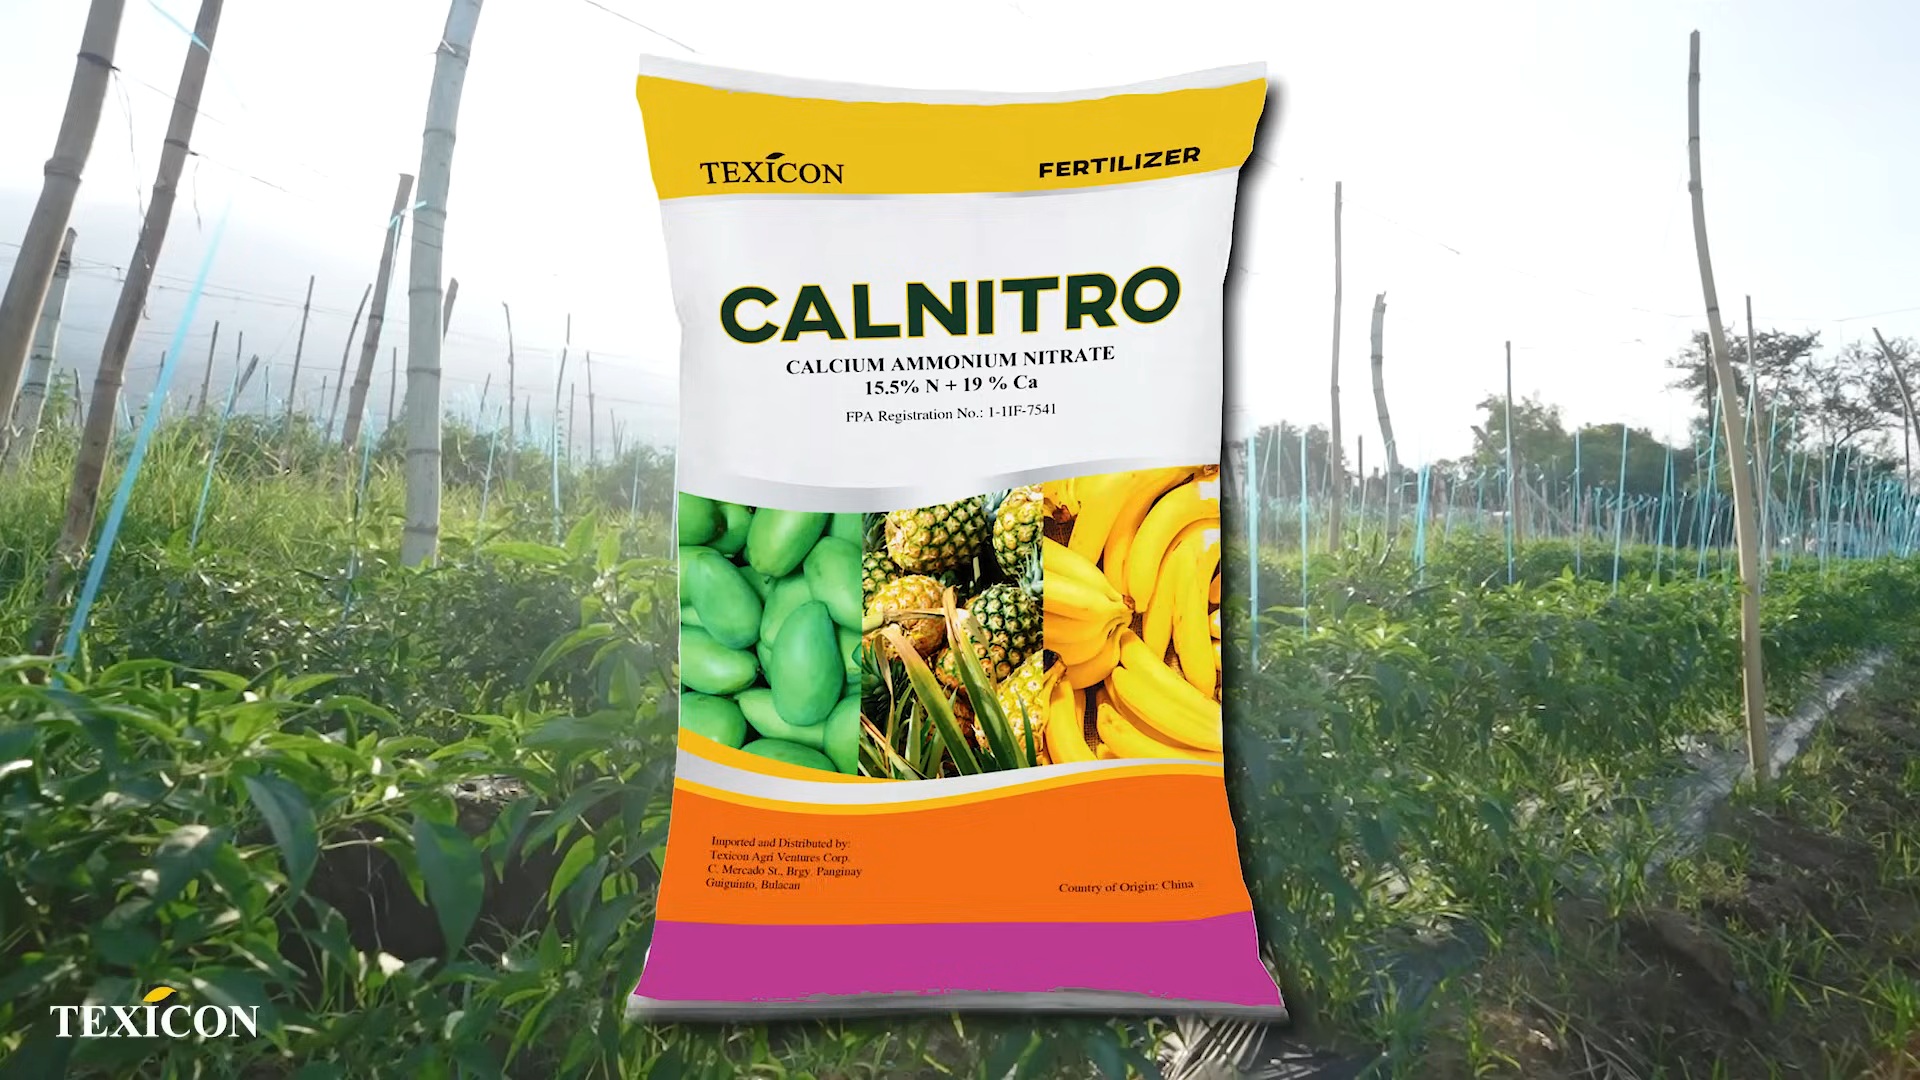 TEXICON
FERTILIZER
CALNITRO
CALCIUM AMMONIUM NITRATE
15.5% N + 19 % Ca
FPA Registration No.: 1-1IF-7541
Imported and Distributed by:
Texicon Agri Ventures Corp.
C. Mercado St., Brgy. Panginay
Guiguinto, Bulacan
Country of Origin: China
TEXICON